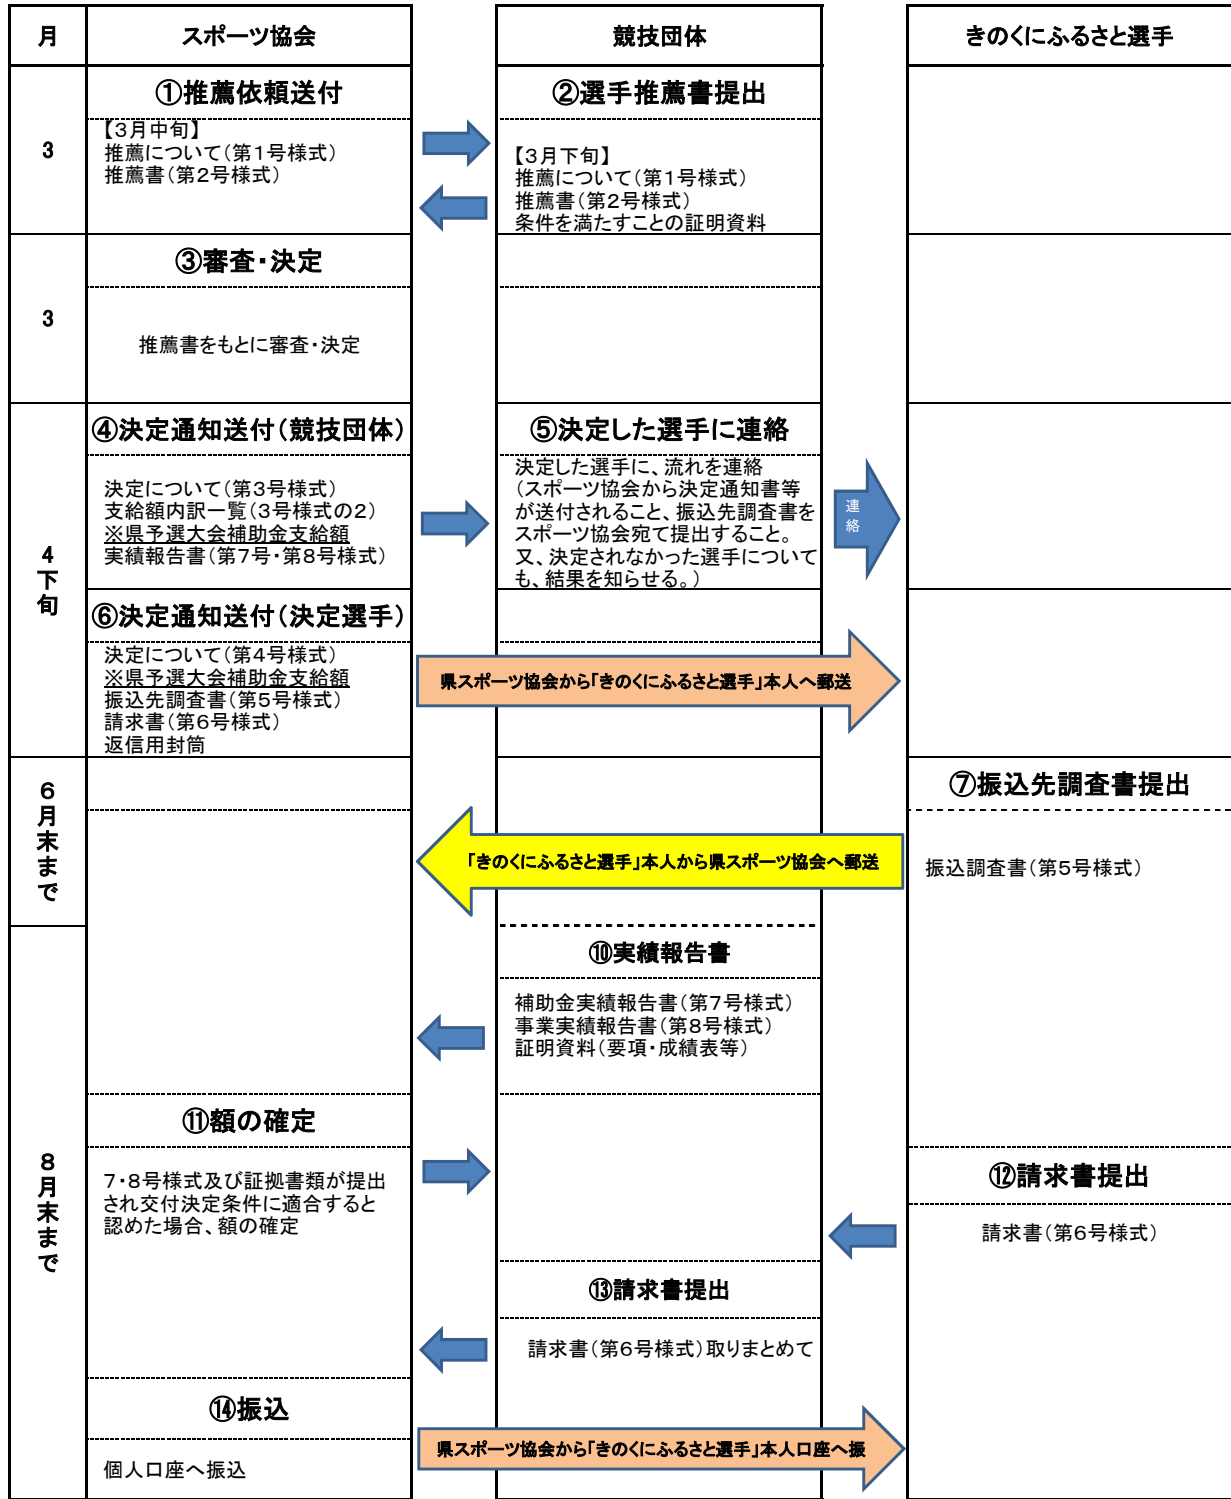 月
スポーツ協会
競技団体
きのくにふるさと選手
3
①推薦依頼送付
【3月中旬】
推薦について(第1号様式)
推薦書(第2号様式)
②選手推薦書提出
【3月下旬】
推薦について(第1号様式)
推薦書(第2号様式)
条件を満たすことの証明資料
3
③審査・決定
推薦書をもとに審査・決定
4下旬
④決定通知送付(競技団体)
決定について(第3号様式)
支給額内訳一覧(3号様式の2)
※県予選大会補助金支給額
実績報告書(第7号・第8号様式)
⑤決定した選手に連絡
決定した選手に、流れを連絡
(スポーツ協会から決定通知書等
が送付されること、振込先調査書を
スポーツ協会宛て提出すること。
又、決定されなかった選手について
も、結果を知らせる。)
連絡
⑥決定通知送付(決定選手)
決定について(第4号様式)
※県予選大会補助金支給額
振込先調査書(第5号様式)
請求書(第6号様式)
返信用封筒
県スポーツ協会から「きのくにふるさと選手」本人へ郵送
6月末まで
⑦振込先調査書提出
振込調査書(第5号様式)
「きのくにふるさと選手」本人から県スポーツ協会へ郵送
8月末まで
⑩実績報告書
補助金実績報告書(第7号様式)
事業実績報告書(第8号様式)
証明資料(要項・成績表等)
⑪額の確定
7・8号様式及び証拠書類が提出
され交付決定条件に適合すると
認めた場合、額の確定
⑫請求書提出
請求書(第6号様式)
⑬請求書提出
請求書(第6号様式)取りまとめて
⑭振込
個人口座へ振込
県スポーツ協会から「きのくにふるさと選手」本人口座へ振